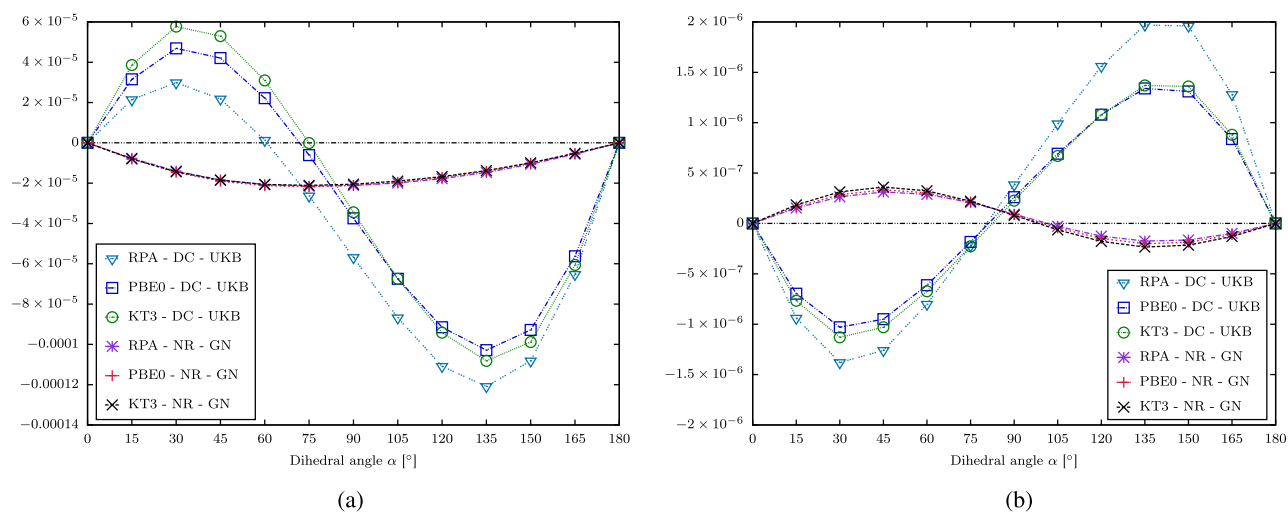 6 × 10⁻⁵
4 × 10⁻⁵
2 × 10⁻⁵
0
−2 × 10⁻⁵
−4 × 10⁻⁵
−6 × 10⁻⁵
−8 × 10⁻⁵
−0.0001
−0.00012
−0.00014
RPA - DC - UKB
PBE0 - DC - UKB
KT3 - DC - UKB
RPA - NR - GN
PBE0 - NR - GN
KT3 - NR - GN
0 15 30 45 60 75 90 105 120 135 150 165 180
Dihedral angle α [°]
(a)
2 × 10⁻⁶
1.5 × 10⁻⁶
1 × 10⁻⁶
5 × 10⁻⁷
0
−5 × 10⁻⁷
−1 × 10⁻⁶
−1.5 × 10⁻⁶
−2 × 10⁻⁶
RPA - DC - UKB
PBE0 - DC - UKB
KT3 - DC - UKB
RPA - NR - GN
PBE0 - NR - GN
KT3 - NR - GN
0 15 30 45 60 75 90 105 120 135 150 165 180
Dihedral angle α [°]
(b)